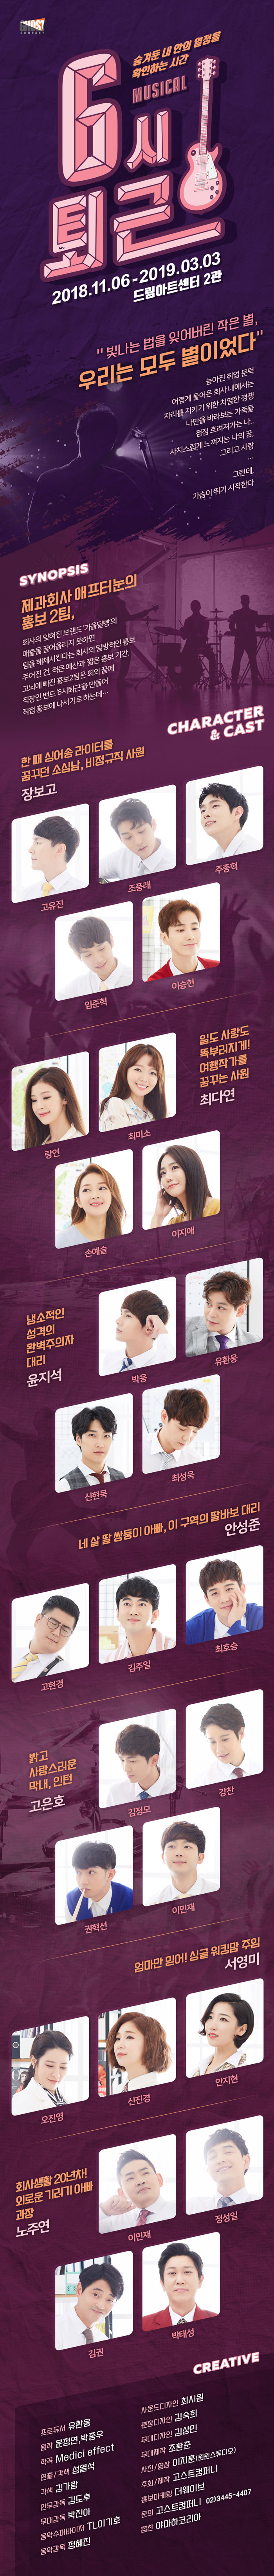 GHOST
COMPANY
숨겨둔 내 안의 열정을
확인하는 시간
MUSICAL
6시
퇴근
2018.11.06 - 2019.03.03
드림아트센터 2관
" 빛나는 법을 잊어버린 작은 별,
우리는 모두 별이었다"
높아진 취업 문턱
어렵게 들어온 회사 내에서는
자리를 지키기 위한 치열한 경쟁
나만을 바라보는 가족들
점점 흐려져가는 나..
사치스럽게 느껴지는 나의 꿈,
그리고 사랑
...
그런데,
가슴이 뛰기 시작한다
SYNOPSIS
제과회사 애프터눈의
홍보 2팀,
회사의 잊혀진 브랜드 '가을달빵'의
매출을 끌어올리지 못하면
팀을 해체시킨다는 회사의 일방적인 통보
주어진 건, 적은 예산과 짧은 홍보 기간,
고뇌에 빠진 홍보2팀은 회의 끝에
직장인 밴드 '6시퇴근'을 만들어
직접 홍보에 나서기로 하는데…
CHARACTER
& CAST
한 때 싱어송 라이터를
꿈꾸던 소심남, 비정규직 사원
장보고
고유진
조풍래
주종혁
임준혁
이승현
일도 사랑도
똑부러지게!
여행작가를
꿈꾸는 사원
최다연
랑연
최미소
손예슬
이지애
냉소적인
성격의
완벽주의자
대리
윤지석
박웅
유환웅
신현묵
최성욱
네 살 딸 쌍둥이 아빠, 이 구역의 딸바보 대리
안성준
고현경
김주일
최호승
밝고
사랑스러운
막내, 인턴
고은호
김정모
강찬
권혁선
이민재
엄마만 믿어! 싱글 워킹맘 주임
서영미
오진영
신진경
안지현
회사생활 20년차!
외로운 기러기 아빠
과장
노주연
이민재
정성일
김권
박태성
CREATIVE
프로듀서 유환웅
원작 문정연, 박종우
작곡 Medici effect
연출/각색 성열석
각색 김가람
안무감독 김도후
무대감독 박진아
음악수퍼바이저 TL이기호
음악감독 정혜진
사운드디자인 최시원
분장디자인 김숙희
무대디자인 김상민
무대제작 조환준
사진/영상 이지훈(윈윈스튜디오)
주최/제작 고스트컴퍼니
홍보마케팅 더웨이브
문의 고스트컴퍼니 02)3445-4407
협찬 야마하코리아